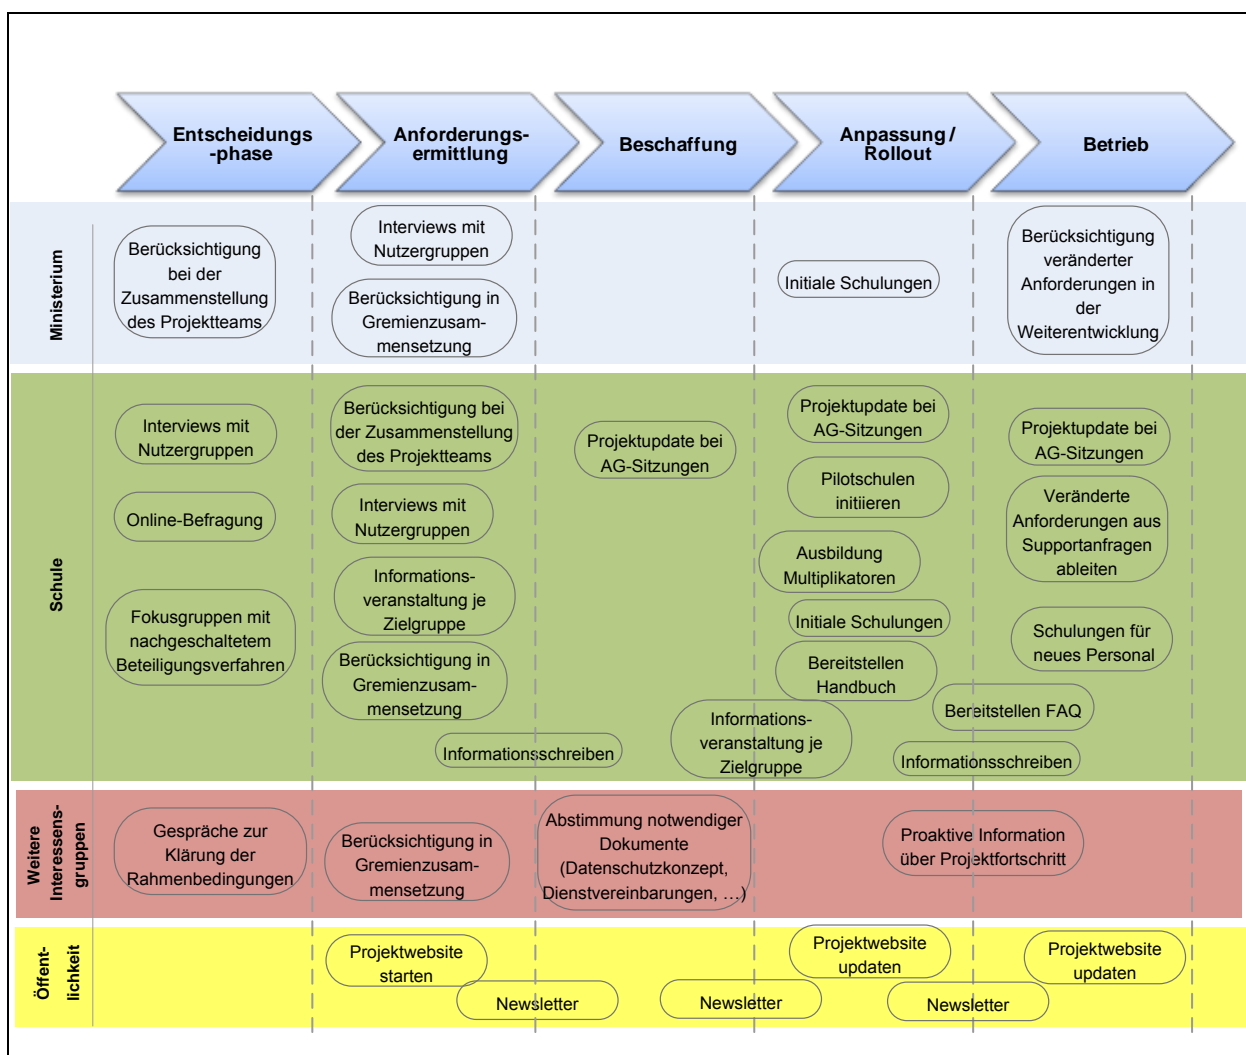 Entscheidungs
-phase
Anforderungs-
ermittlung
Beschaffung
Anpassung /
Rollout
Betrieb
Ministerium
Berücksichtigung
bei der
Zusammenstellung
des Projektteams
Interviews mit
Nutzergruppen
Berücksichtigung in
Gremienzusam-
mensetzung
Initiale Schulungen
Berücksichtigung
veränderter
Anforderungen in
der
Weiterentwicklung
Schule
Interviews mit
Nutzergruppen
Online-Befragung
Fokusgruppen mit
nachgeschaltetem
Beteiligungsverfahren
Berücksichtigung bei
der Zusammenstellung
des Projektteams
Interviews mit
Nutzergruppen
Informations-
veranstaltung je
Zielgruppe
Berücksichtigung in
Gremienzusam-
mensetzung
Informationsschreiben
Projektupdate bei
AG-Sitzungen
Informations-
veranstaltung je
Zielgruppe
Projektupdate bei
AG-Sitzungen
Pilotschulen
initiieren
Ausbildung
Multiplikatoren
Initiale Schulungen
Bereitstellen
Handbuch
Bereitstellen FAQ
Informationsschreiben
Projektupdate bei
AG-Sitzungen
Veränderte
Anforderungen aus
Supportanfragen
ableiten
Schulungen für
neues Personal
Weitere
Interessens-
gruppen
Gespräche zur
Klärung der
Rahmenbedingungen
Berücksichtigung in
Gremienzusam-
mensetzung
Abstimmung notwendiger
Dokumente
(Datenschutzkonzept,
Dienstvereinbarungen, …)
Proaktive Information
über Projektfortschritt
Öffent-
lichkeit
Projektwebsite
starten
Newsletter
Newsletter
Projektwebsite
updaten
Newsletter
Projektwebsite
updaten